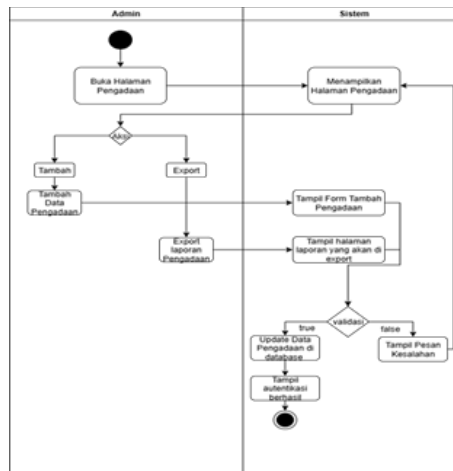 Admin
Sistem
Buka Halaman
Pengadaan
Menampilkan
Halaman Pengadaan
Aksi
Tambah
Export
Tambah
Data
Pengadaan
Tampil Form Tambah
Pengadaan
Export
laporan
Pengadaan
Tampil halaman
laporan yang akan di
export
validasi
true
false
Update Data
Pengadaan di
database
Tampil Pesan
Kesalahan
Tampil
autentikasi
berhasil